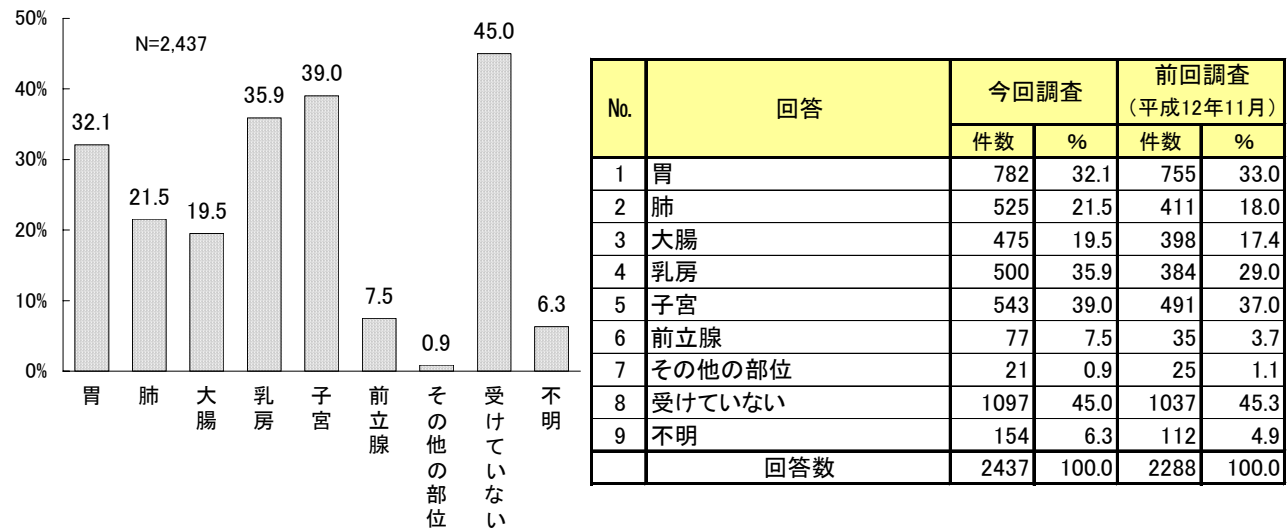 50%
40%
30%
20%
10%
0%
N=2,437
32.1
21.5
19.5
35.9
39.0
7.5
0.9
45.0
6.3
胃
肺
大腸
乳房
子宮
前立腺
その他の部位
受けていない
不明
№ 回答 今回調査 前回調査
(平成12年11月)
件数 % 件数 %
1 胃 782 32.1 755 33.0
2 肺 525 21.5 411 18.0
3 大腸 475 19.5 398 17.4
4 乳房 500 35.9 384 29.0
5 子宮 543 39.0 491 37.0
6 前立腺 77 7.5 35 3.7
7 その他の部位 21 0.9 25 1.1
8 受けていない 1097 45.0 1037 45.3
9 不明 154 6.3 112 4.9
回答数 2437 100.0 2288 100.0